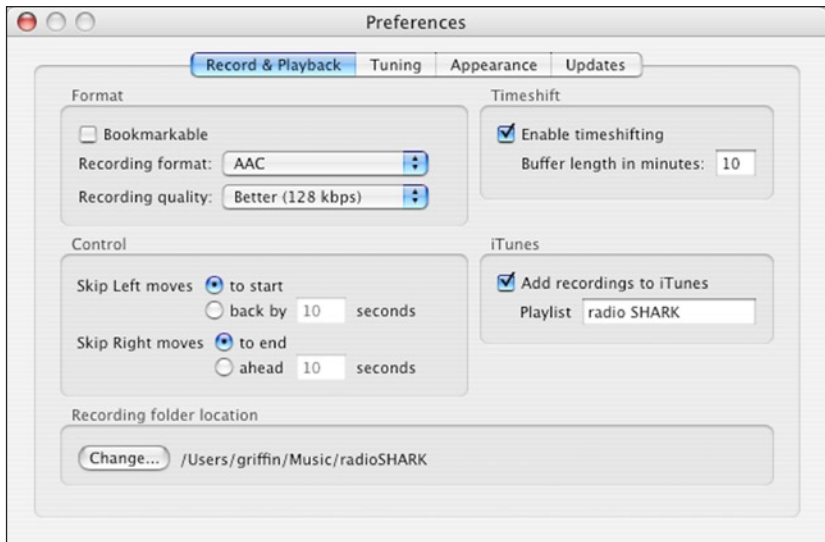 Preferences
Record & Playback Tuning Appearance Updates
Format
Bookmarkable
Recording format: AAC
Recording quality: Better (128 kbps)
Timeshift
Enable timeshifting
Buffer length in minutes: 10
Control
Skip Left moves to start
back by 10 seconds
Skip Right moves to end
ahead 10 seconds
iTunes
Add recordings to iTunes
Playlist radio SHARK
Recording folder location
Change... /Users/griffin/Music/radioSHARK